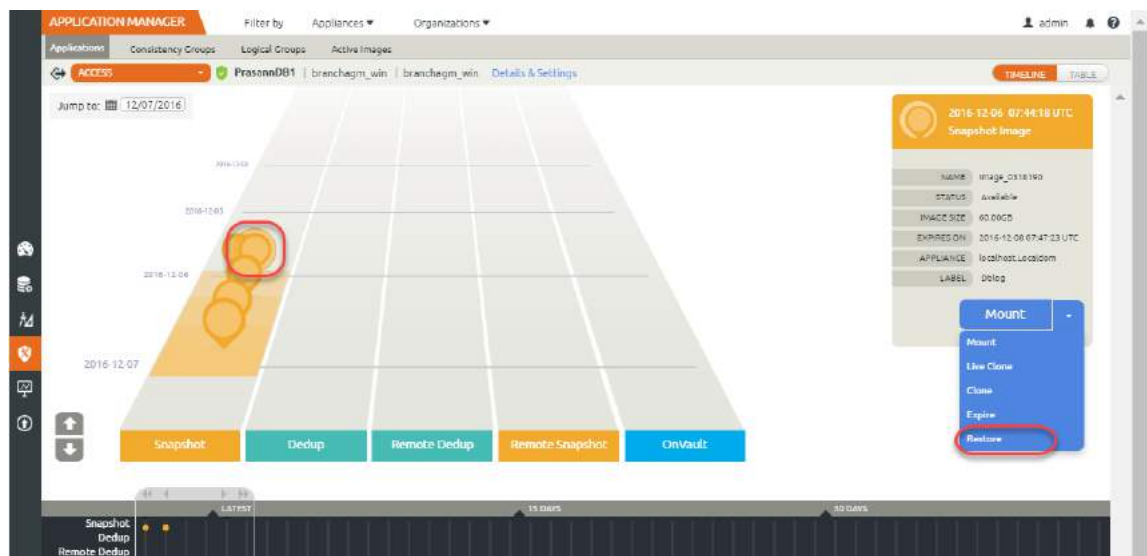 APPLICATION MANAGER Filter by Appliances Organizations admin
Applications Consistency Groups Logical Groups Active Images
ACCESS PrasannDB1 | branchagm_win | branchagm_win Details & Settings TIMELINE TABLE
Jump to: 12/07/2016
2016-12-06 07:44:18 UTC
Snapshot Image
NAME Image_0318190
STATUS Available
IMAGE SIZE 60.00GB
EXPIRES ON 2016-12-08 07:47:23 UTC
APPLIANCE localhost.localdom
LABEL Dblog
2016-12-05
2016-12-06
2016-12-07
Mount
Mount
Live Clone
Clone
Expire
Restore
Snapshot Dedup Remote Dedup Remote Snapshot OnVault
LATEST 15 DAYS 30 DAYS
Snapshot
Dedup
Remote Dedup